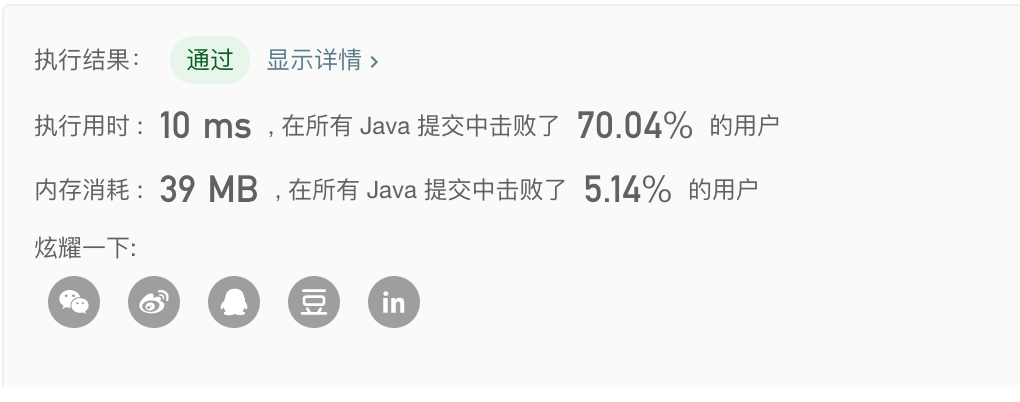 执行结果： 通过 显示详情 ›
执行用时 : 10 ms , 在所有 Java 提交中击败了 70.04% 的用户
内存消耗 : 39 MB , 在所有 Java 提交中击败了 5.14% 的用户
炫耀一下:
豆 in